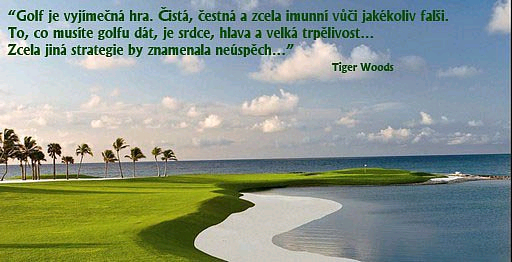 “Golf je vyjímečná hra. Čistá, čestná a zcela imunní vůči jakékoliv falši.
To, co musíte golfu dát, je srdce, hlava a velká trpělivost...
Zcela jiná strategie by znamenala neúspěch...”
Tiger Woods